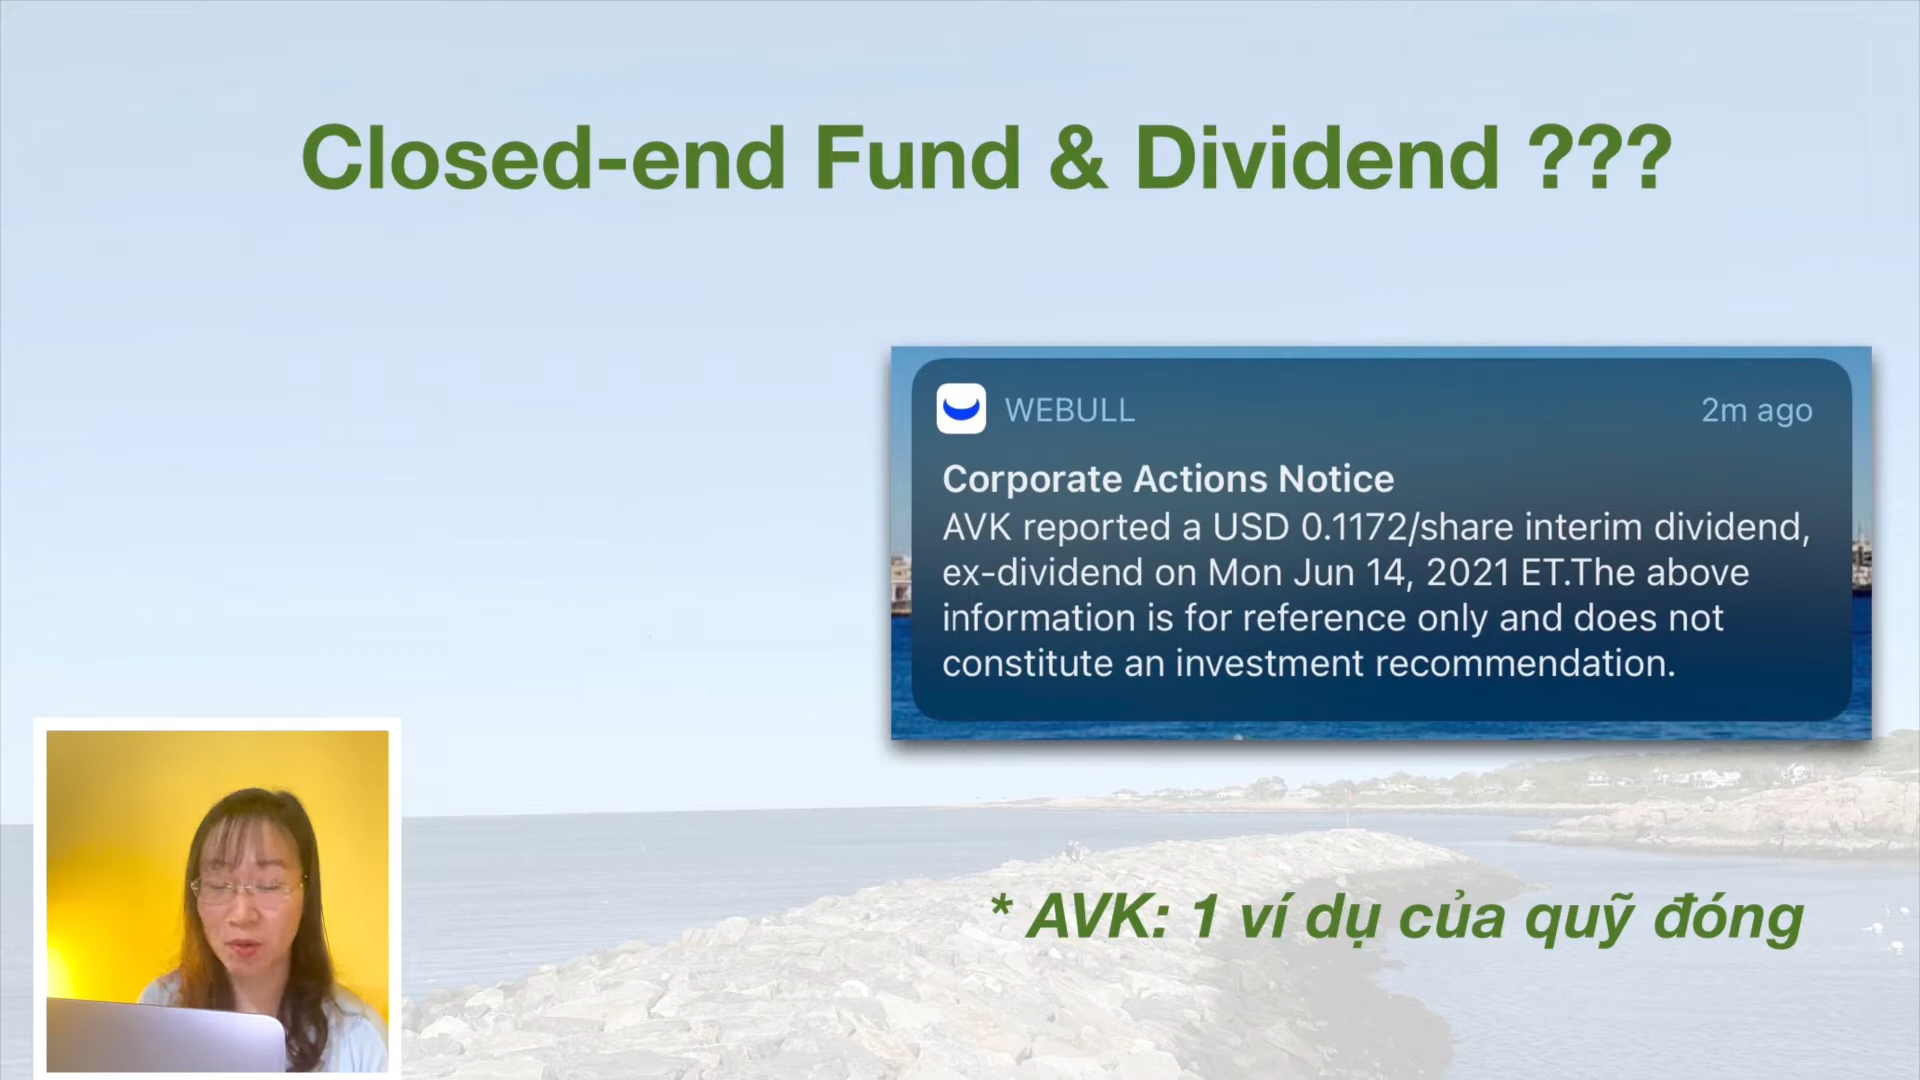 Closed-end Fund & Dividend ???
WEBULL
2m ago
Corporate Actions Notice
AVK reported a USD 0.1172/share interim dividend,
ex-dividend on Mon Jun 14, 2021 ET.The above
information is for reference only and does not
constitute an investment recommendation.
* AVK: 1 ví dụ của quỹ đóng